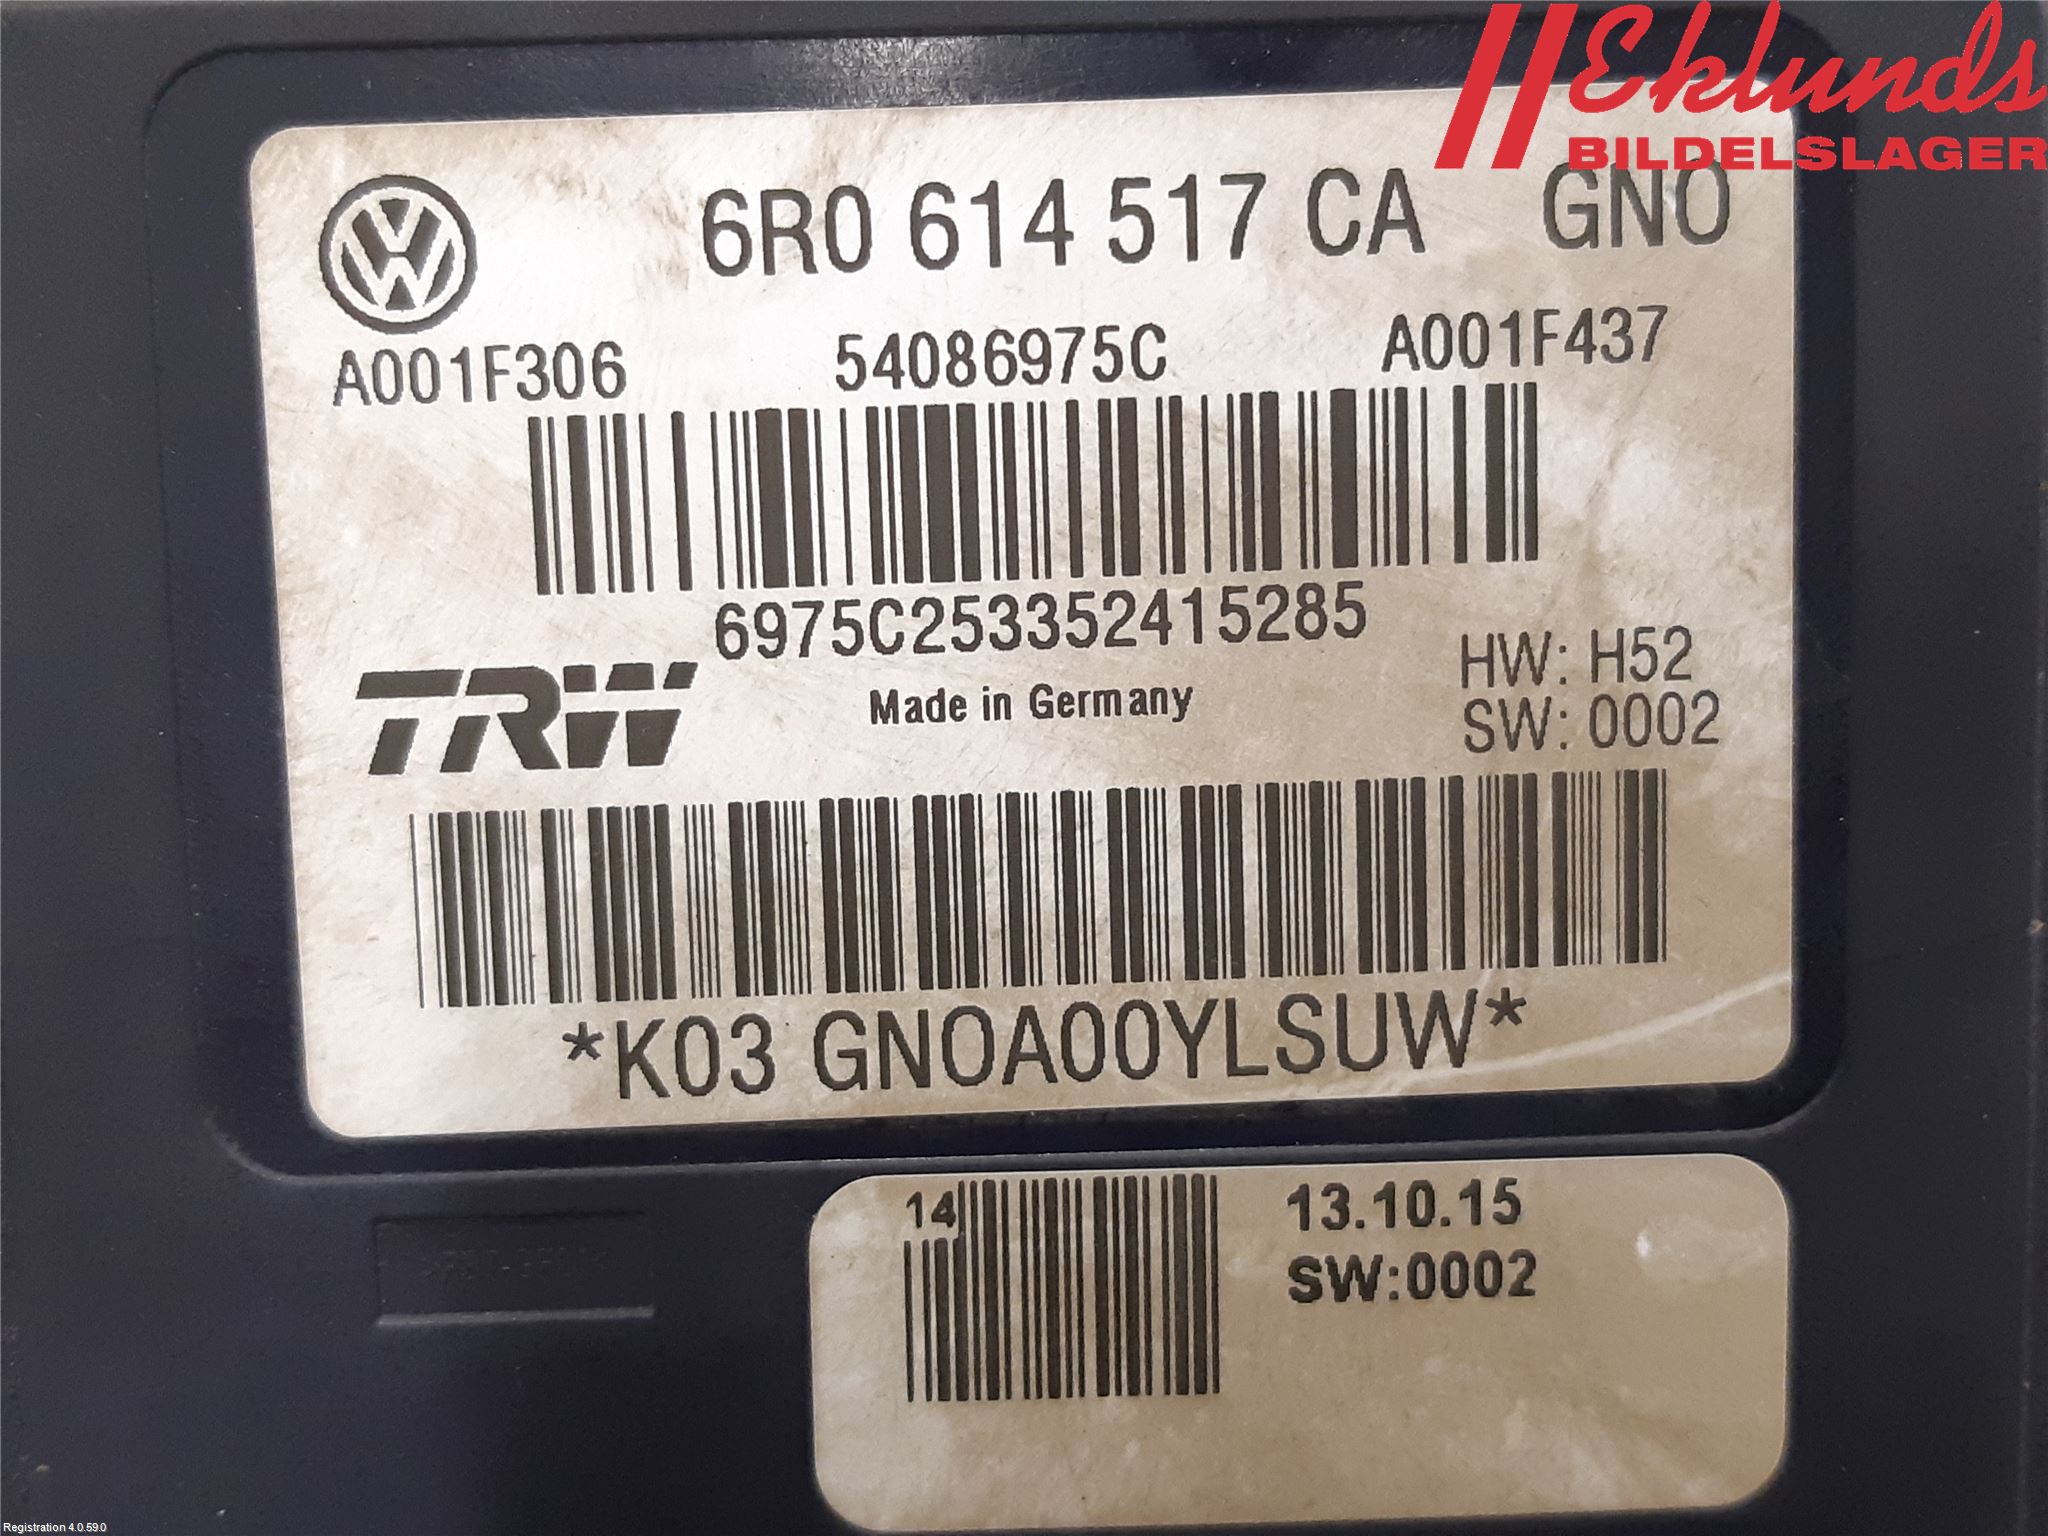 Eklunds
BILDELSLAGER
6R0 614 517 CA GNO
A001F306 54086975C A001F437
6975C253352415285
TRW Made in Germany HW: H52
SW: 0002
*K03 GNOA00YLSUW*
14 13.10.15
SW:0002
Registration 4.0.59.0